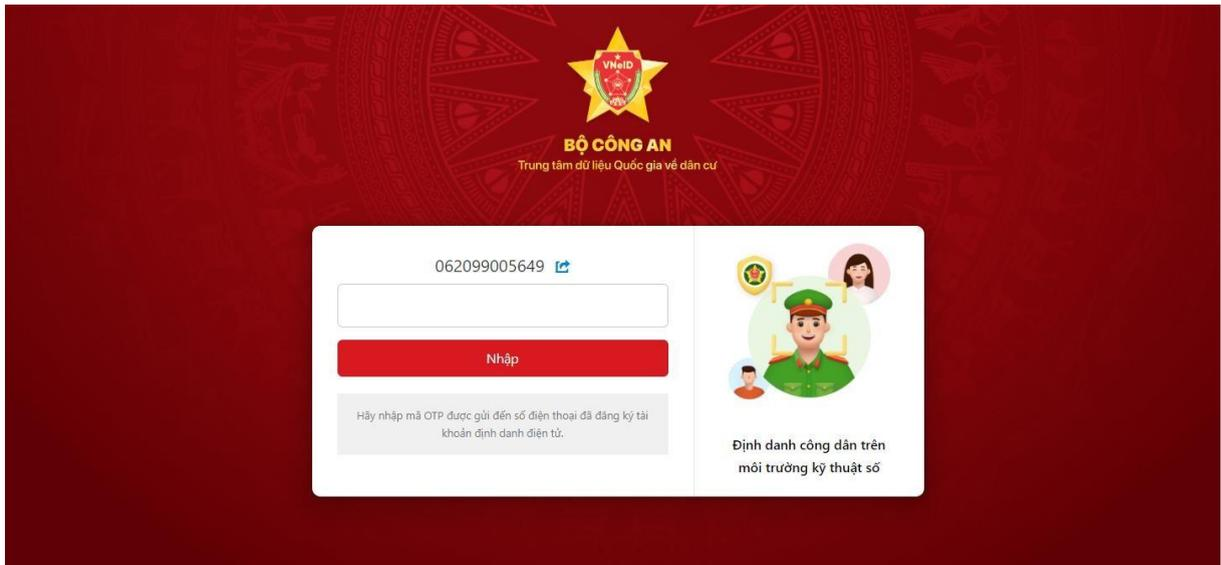 VNeID
BỘ CÔNG AN
Trung tâm dữ liệu Quốc gia về dân cư
062099005649
Nhập
Hãy nhập mã OTP được gửi đến số điện thoại đã đăng ký tài
khoản định danh điện tử.
Định danh công dân trên
môi trường kỹ thuật số